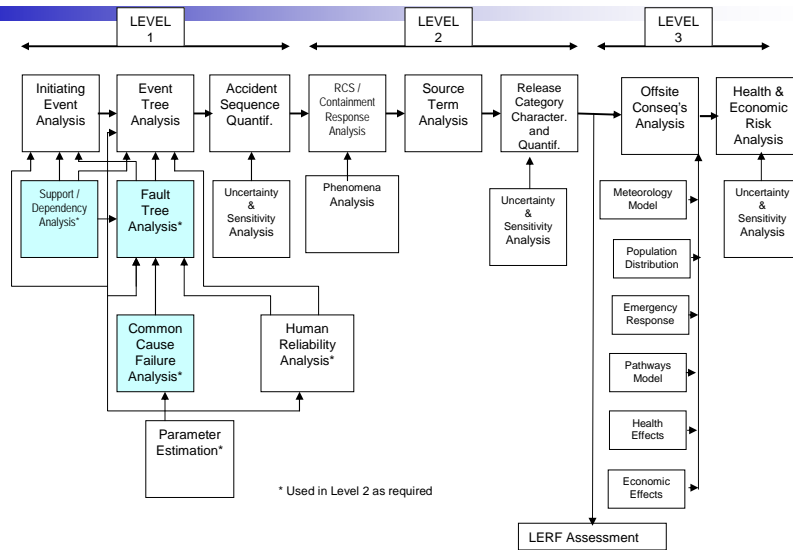 LEVEL
1
LEVEL
2
LEVEL
3
Initiating
Event
Analysis
Event
Tree
Analysis
Accident
Sequence
Quantif.
RCS /
Containment
Response
Analysis
Source
Term
Analysis
Release
Category
Character.
and
Quantif.
Offsite
Conseq's
Analysis
Health &
Economic
Risk
Analysis
Support /
Dependency
Analysis*
Fault
Tree
Analysis*
Uncertainty
&
Sensitivity
Analysis
Phenomena
Analysis
Uncertainty
&
Sensitivity
Analysis
Meteorology
Model
Uncertainty
&
Sensitivity
Analysis
Population
Distribution
Common
Cause
Failure
Analysis*
Human
Reliability
Analysis*
Emergency
Response
Pathways
Model
Parameter
Estimation*
Health
Effects
Economic
Effects
* Used in Level 2 as required
LERF Assessment